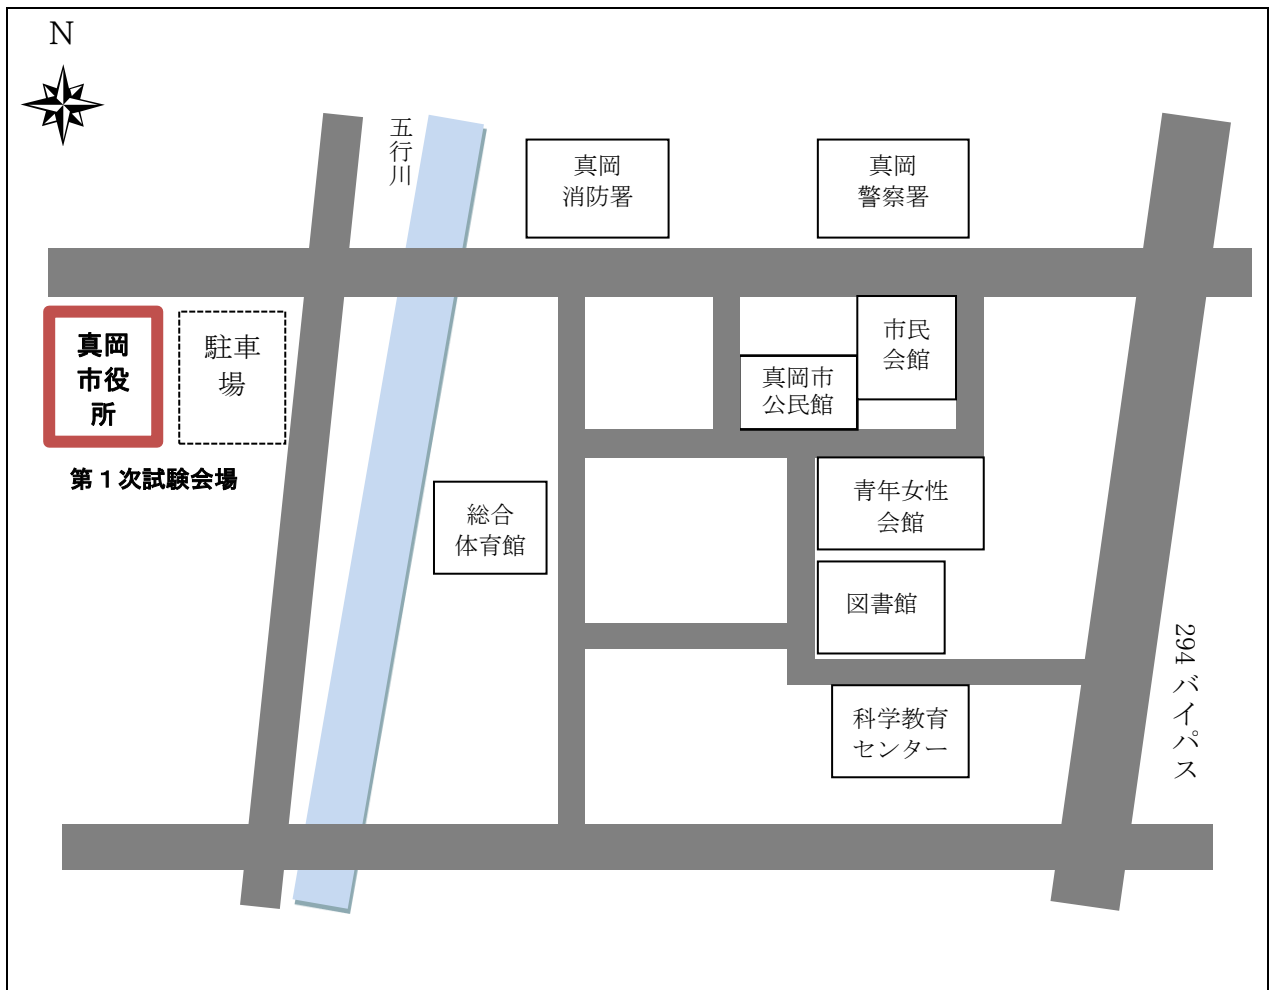 N
五行川
真岡
消防署
真岡
警察署
真岡
市役
所
駐車
場
市民
会館
真岡市
公民館
第１次試験会場
総合
体育館
青年女性
会館
図書館
294 バイパス
科学教育
センター